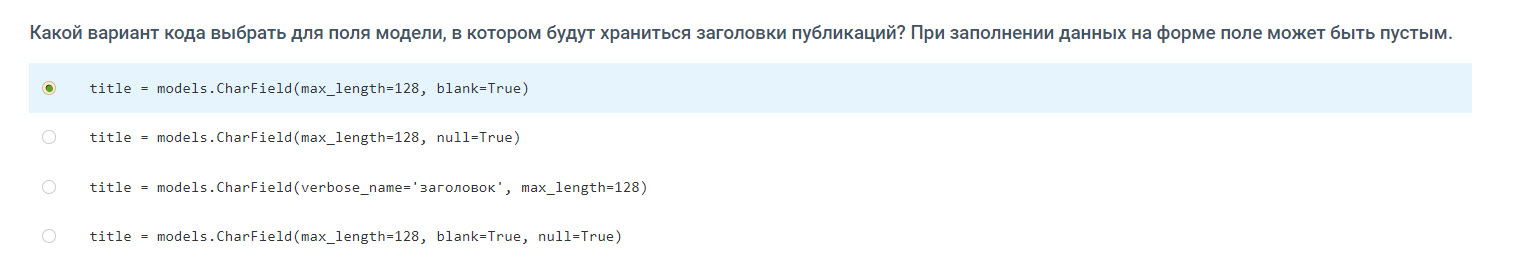 Какой вариант кода выбрать для поля модели, в котором будут храниться заголовки публикаций? При заполнении данных на форме поле может быть пустым.
title = models.CharField(max_length=128, blank=True)
title = models.CharField(max_length=128, null=True)
title = models.CharField(verbose_name='заголовок', max_length=128)
title = models.CharField(max_length=128, blank=True, null=True)